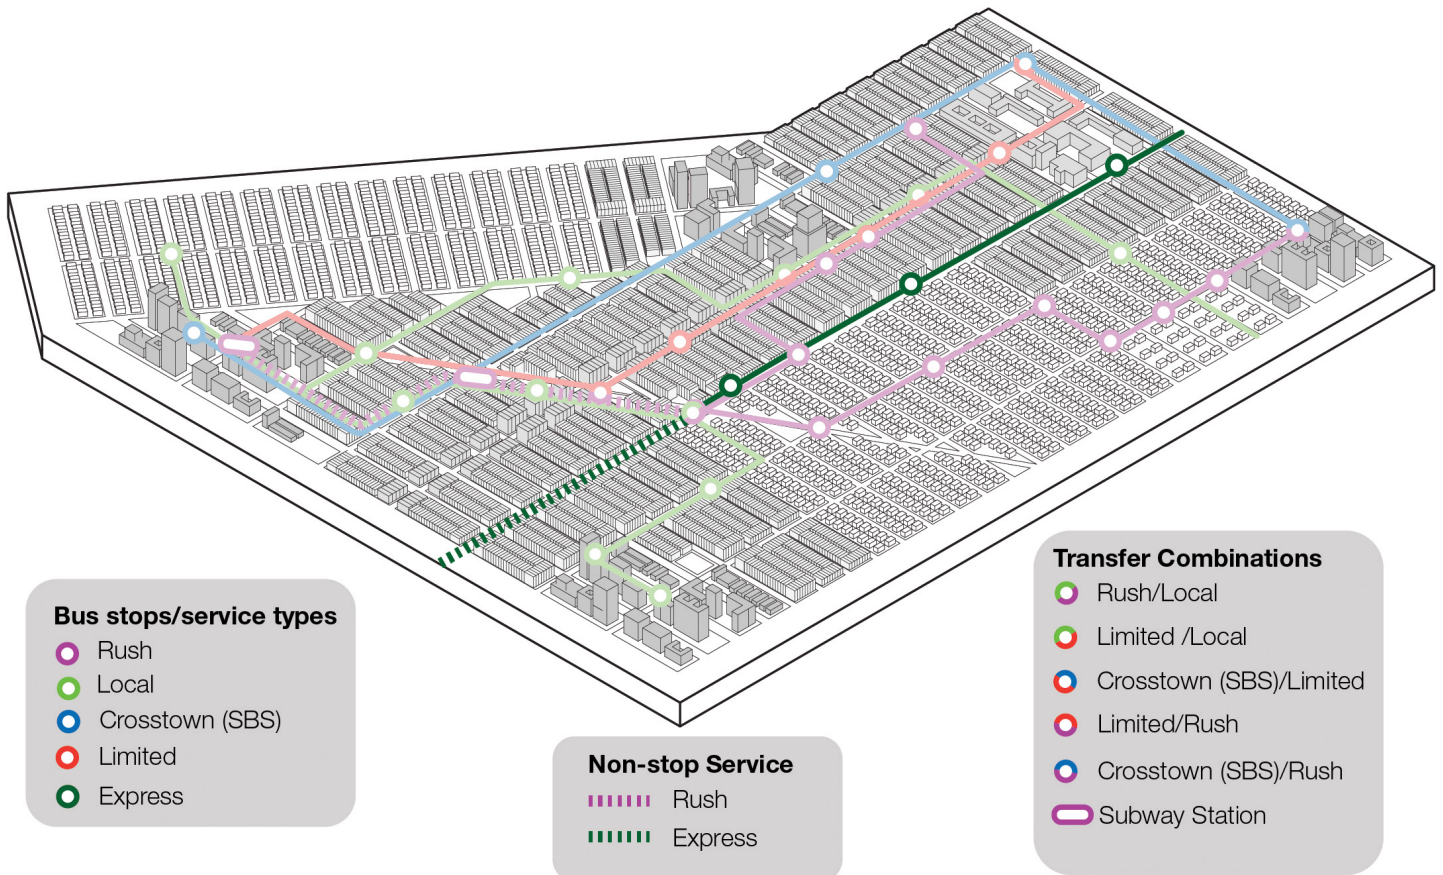 Bus stops/service types
Rush
Local
Crosstown (SBS)
Limited
Express
Non-stop Service
Rush
Express
Transfer Combinations
Rush/Local
Limited /Local
Crosstown (SBS)/Limited
Limited/Rush
Crosstown (SBS)/Rush
Subway Station